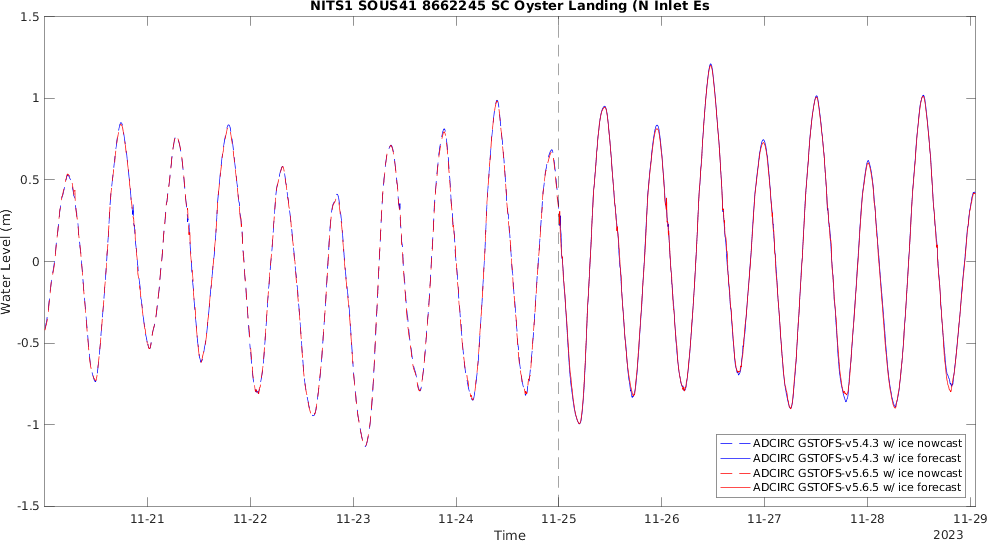 NITS1 SOUS41 8662245 SC Oyster Landing (N Inlet Es
Water Level (m)
1.5
1
0.5
0
-0.5
-1
-1.5
ADCIRC GSTOFS-v5.4.3 w/ ice nowcast
ADCIRC GSTOFS-v5.4.3 w/ ice forecast
ADCIRC GSTOFS-v5.6.5 w/ ice nowcast
ADCIRC GSTOFS-v5.6.5 w/ ice forecast
11-21 11-22 11-23 11-24 11-25 11-26 11-27 11-28 11-29
Time
2023